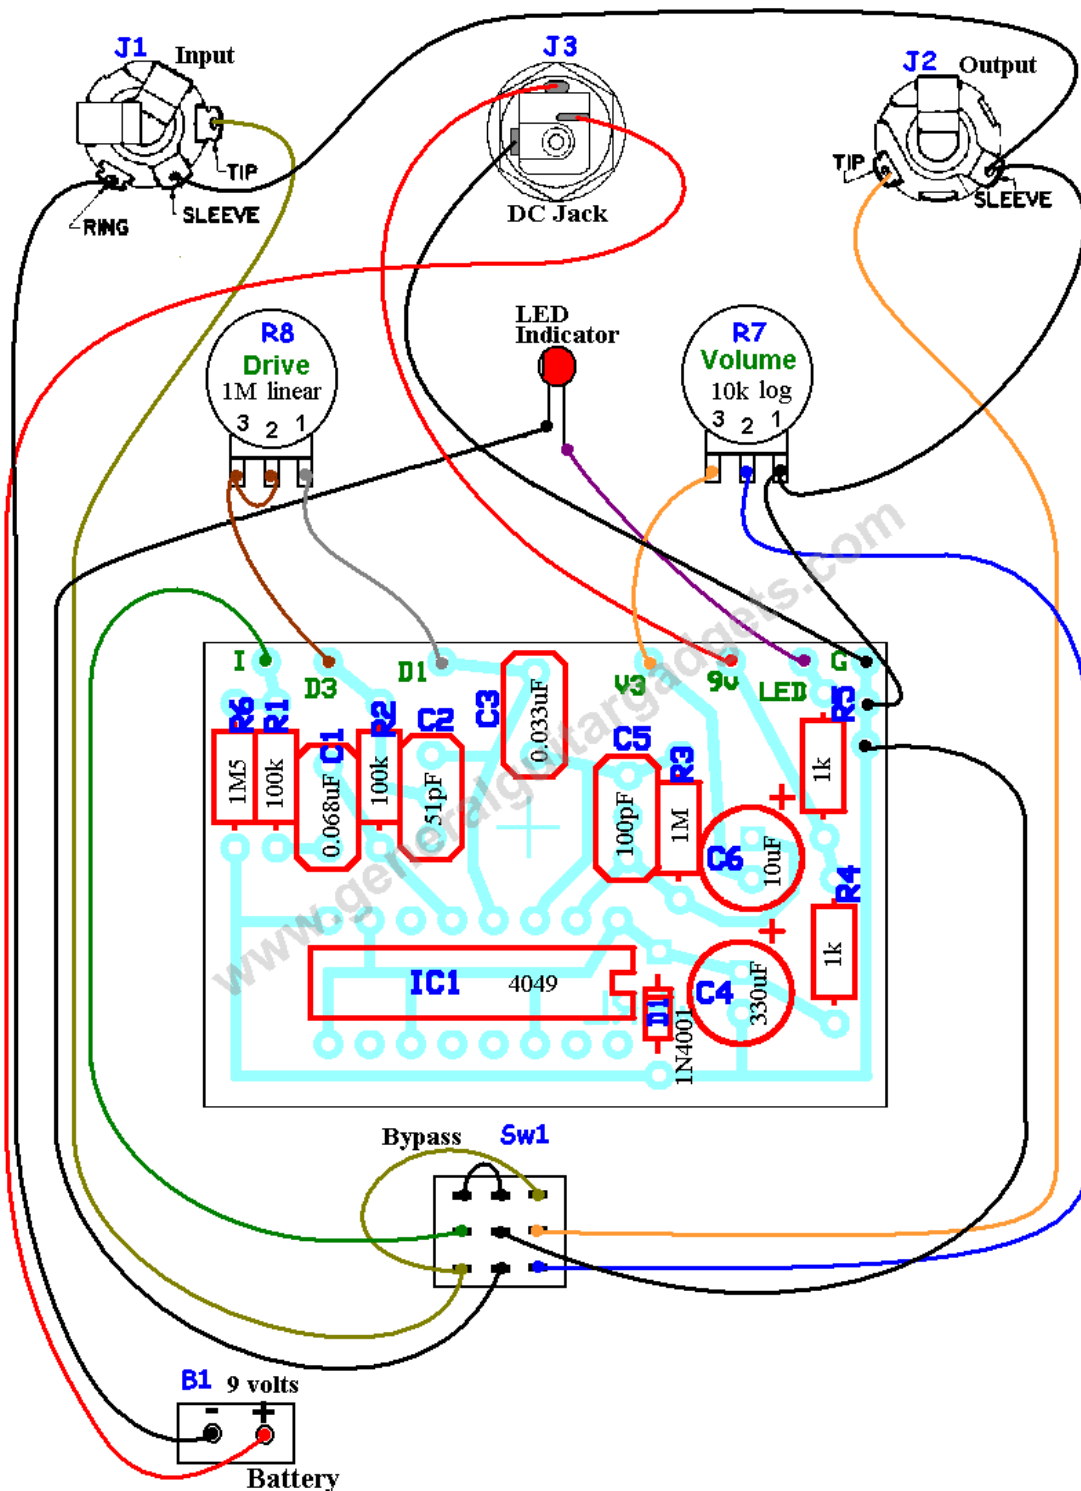 J1 Input
TIP
SLEEVE
RING
J3
DC Jack
J2 Output
TIP
SLEEVE
R8
Drive
1M linear
3 2 1
LED
Indicator
R7
Volume
10k log
3 2 1
I
D3
D1
V3
9v
LED
G
R6
1M5
R1
100k
C1
0.068uF
R2
100k
C2
51pF
C3
0.033uF
C5
100pF
R3
1M
C6
10uF
+
R5
1k
R4
1k
IC1 4049
D1
1N4001
C4
330uF
+
www.generalguitargadgets.com
Bypass Sw1
B1 9 volts
- +
Battery